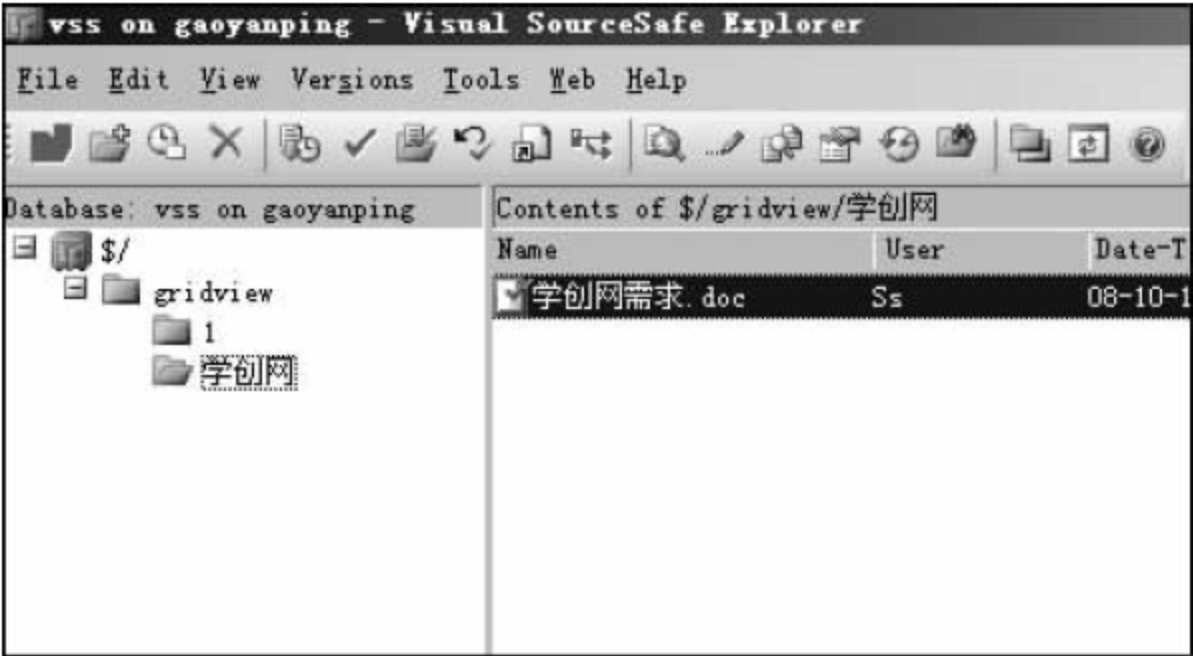 vss on gaoyanping - Visual SourceSafe Explorer
File Edit View Versions Tools Web Help
Database: vss on gaoyanping
$/
gridview
1
学创网
Contents of $/gridview/学创网
Name User Date-T
学创网需求.doc Ss 08-10-1